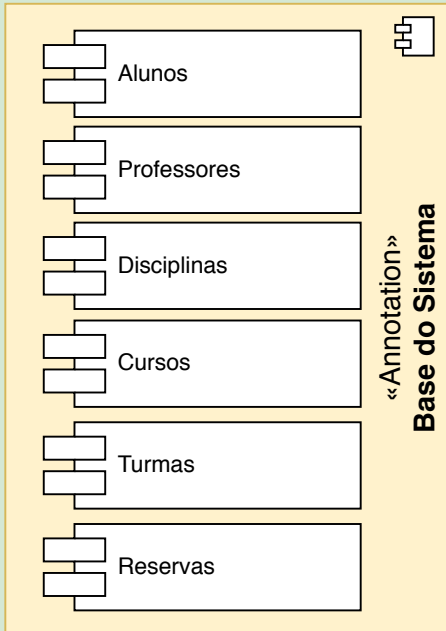 Alunos
Professores
Disciplinas
Cursos
Turmas
Reservas
«Annotation»
Base do Sistema